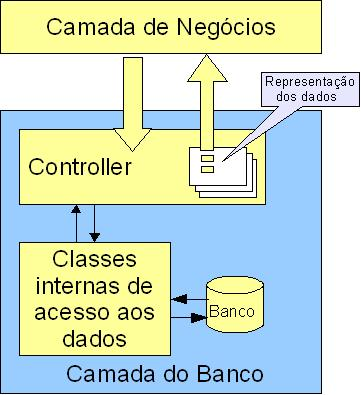 Camada de Negócios
Representação
dos dados
Controller
Classes
internas de
acesso aos
dados
Banco
Camada do Banco